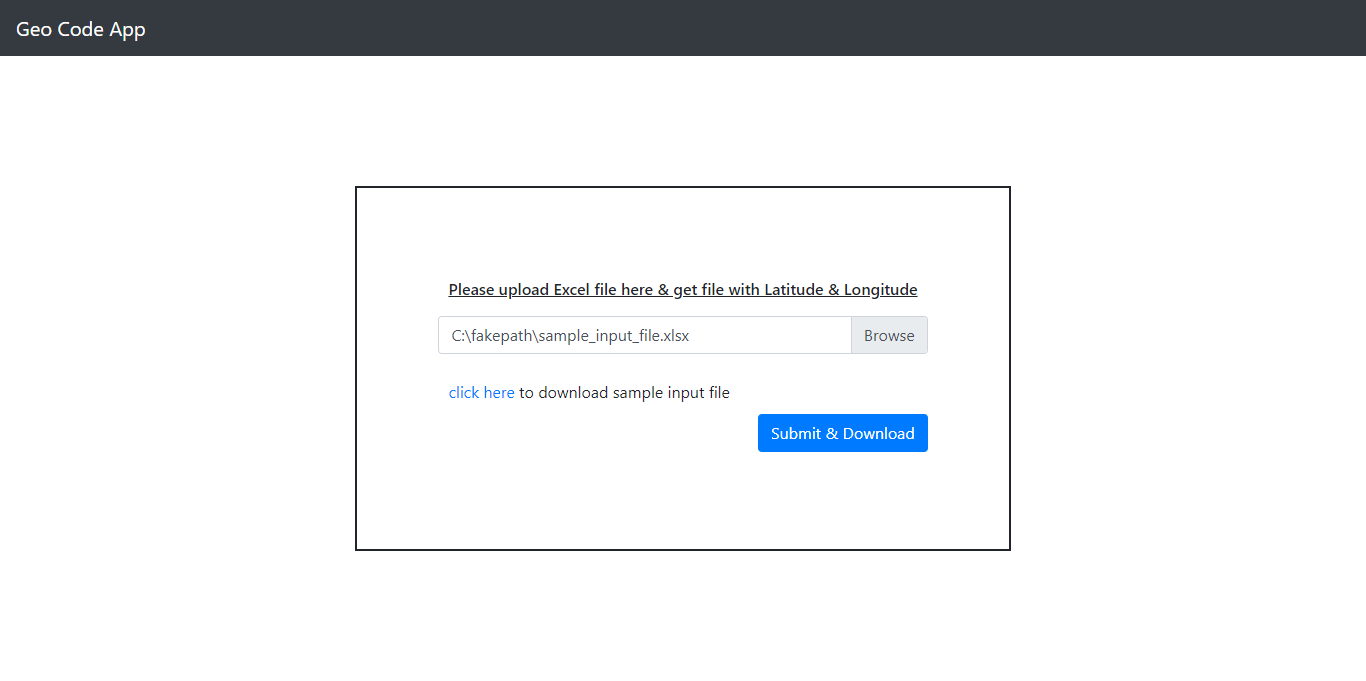 Geo Code App
Please upload Excel file here & get file with Latitude & Longitude
C:\fakepath\sample_input_file.xlsx Browse
click here to download sample input file
Submit & Download